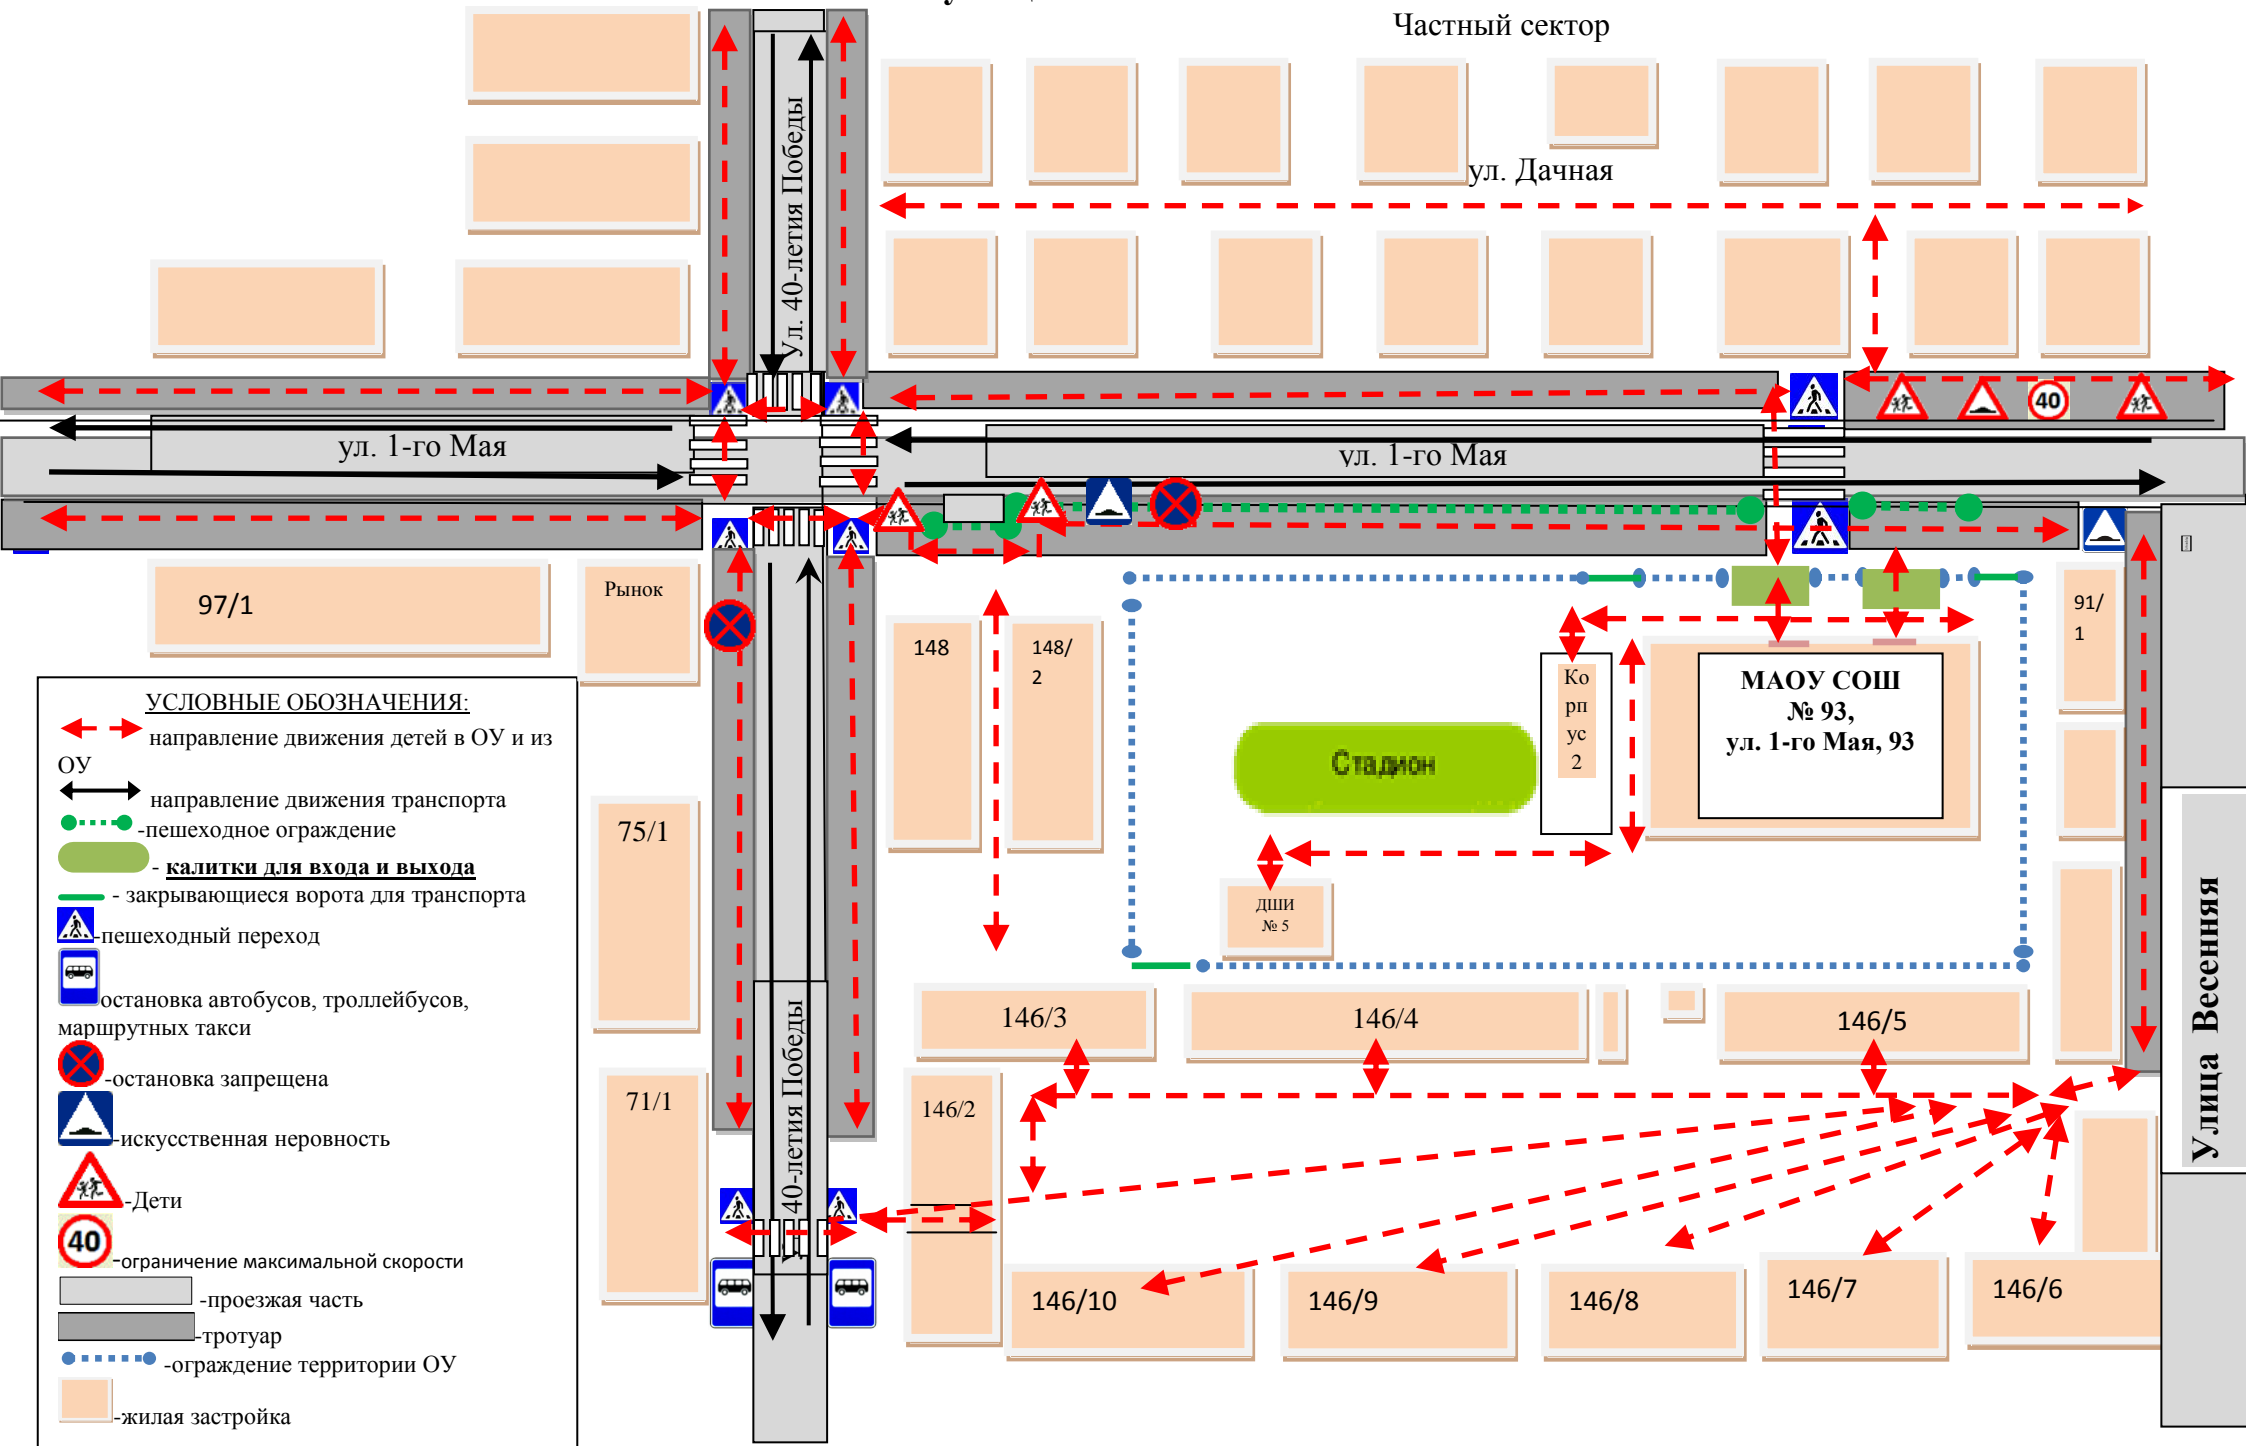 Частный сектор
ул. Дачная
Ул. 40-летия Победы
ул. 1-го Мая
ул. 1-го Мая
40
97/1
Рынок
148
148/
2
Ко
рп
ус
2
МАОУ СОШ
№ 93,
ул. 1-го Мая, 93
91/
1
Стадион
ДШИ
№ 5
75/1
71/1
146/3
146/4
146/5
146/2
40-летия Победы
146/10
146/9
146/8
146/7
146/6
Улица Весенняя
УСЛОВНЫЕ ОБОЗНАЧЕНИЯ:
направление движения детей в ОУ и из
ОУ
направление движения транспорта
-пешеходное ограждение
- калитки для входа и выхода
- закрывающиеся ворота для транспорта
-пешеходный переход
остановка автобусов, троллейбусов,
маршрутных такси
-остановка запрещена
-искусственная неровность
-Дети
40
-ограничение максимальной скорости
-проезжая часть
-тротуар
-ограждение территории ОУ
-жилая застройка